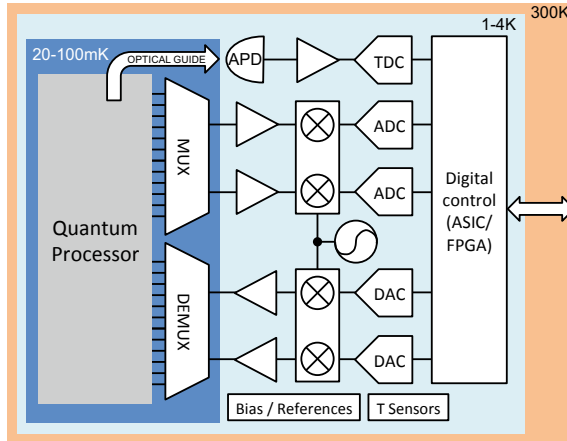 300K
1-4K
20-100mK
OPTICAL GUIDE
APD
TDC
MUX
ADC
ADC
Quantum
Processor
Digital
control
(ASIC/
FPGA)
DEMUX
DAC
DAC
Bias / References
T Sensors